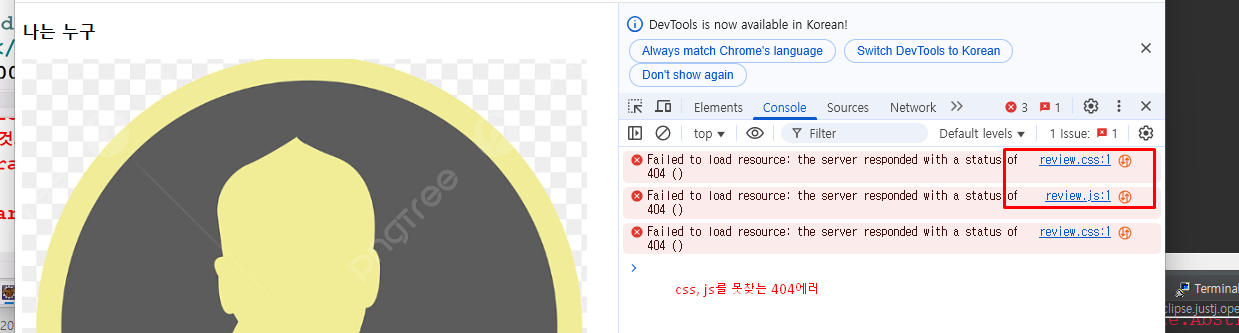 나는 누구
pngtree
DevTools is now available in Korean!
Always match Chrome's language
Switch DevTools to Korean
Don't show again
Elements
Console
Sources
Network
3
1
top
Filter
Default levels
1 Issue:
1
Failed to load resource: the server responded with a status of
404 ()
review.css:1
Failed to load resource: the server responded with a status of
404 ()
review.js:1
Failed to load resource: the server responded with a status of
404 ()
review.css:1
css, js를 못찾는 404에러
Terminal
clipse.justj.ope